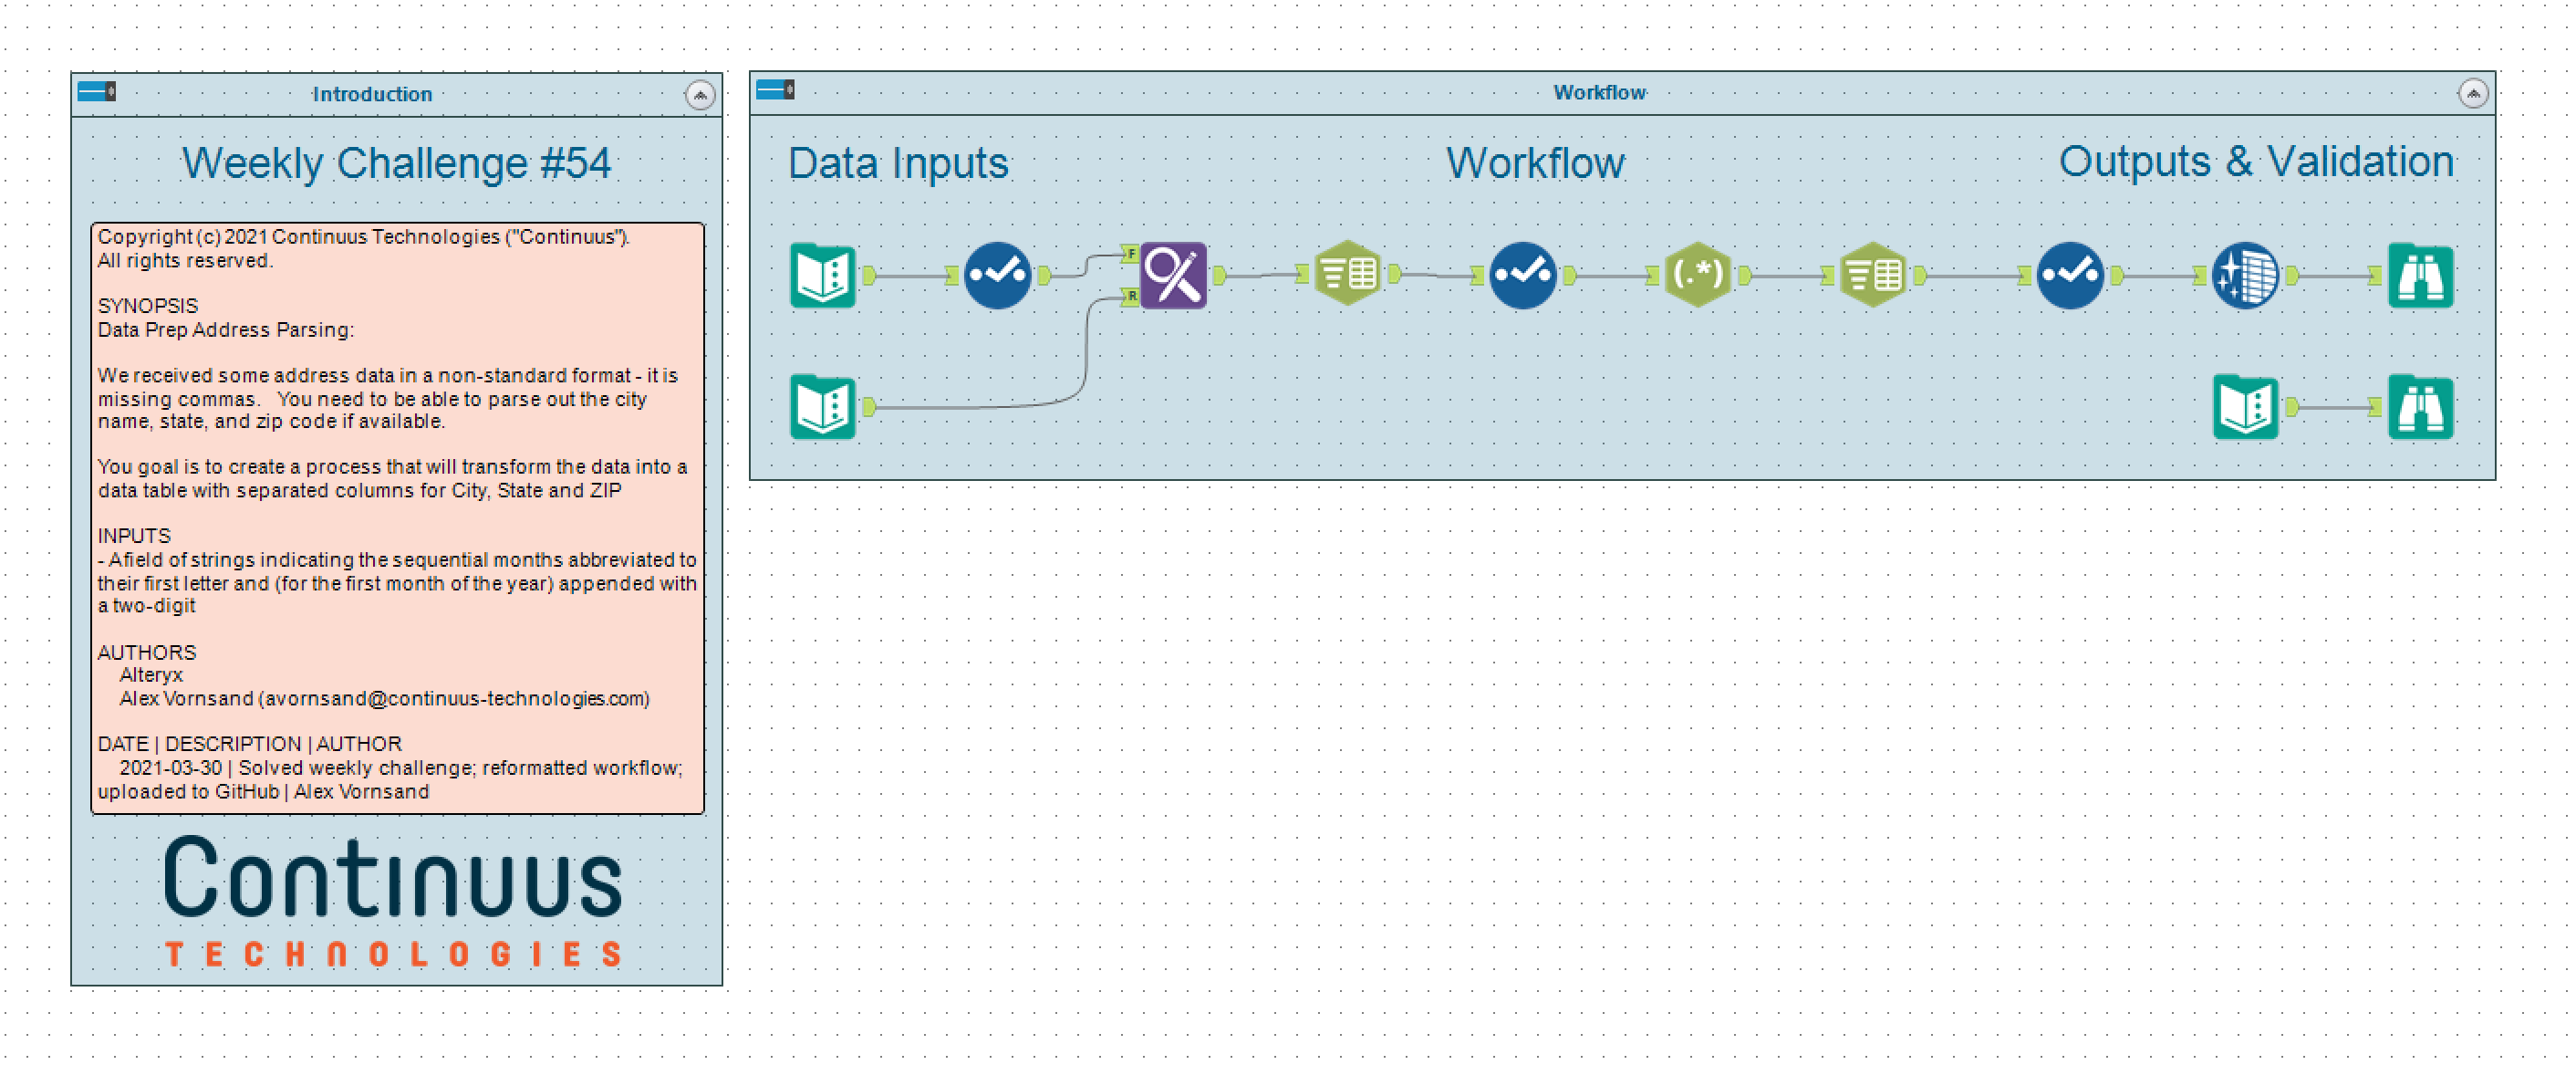 Introduction
Weekly Challenge #54
Copyright (c) 2021 Continuus Technologies ("Continuus").
All rights reserved.
SYNOPSIS
Data Prep Address Parsing:
We received some address data in a non-standard format - it is
missing commas.   You need to be able to parse out the city
name, state, and zip code if available.
You goal is to create a process that will transform the data into a
data table with separated columns for City, State and ZIP
INPUTS
- Afield of strings indicating the sequential months abbreviated to
their first letter and (for the first month of the year) appended with
a two-digit
AUTHORS
Alteryx
Alex Vornsand (avornsand@continuus-technologies.com)
DATE | DESCRIPTION | AUTHOR
2021-03-30 | Solved weekly challenge; reformatted workflow;
uploaded to GitHub | Alex Vornsand
Continuus
TECHNOLOGIES
Workflow
Data Inputs
Workflow
Outputs & Validation
F
R
(.*)